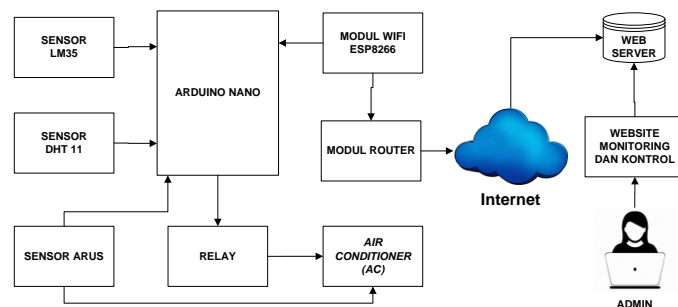 SENSOR
LM35
ARDUINO NANO
MODUL WIFI
ESP8266
WEB
SERVER
SENSOR
DHT 11
MODUL ROUTER
Internet
WEBSITE
MONITORING
DAN KONTROL
SENSOR ARUS
RELAY
AIR
CONDITIONER
(AC)
ADMIN